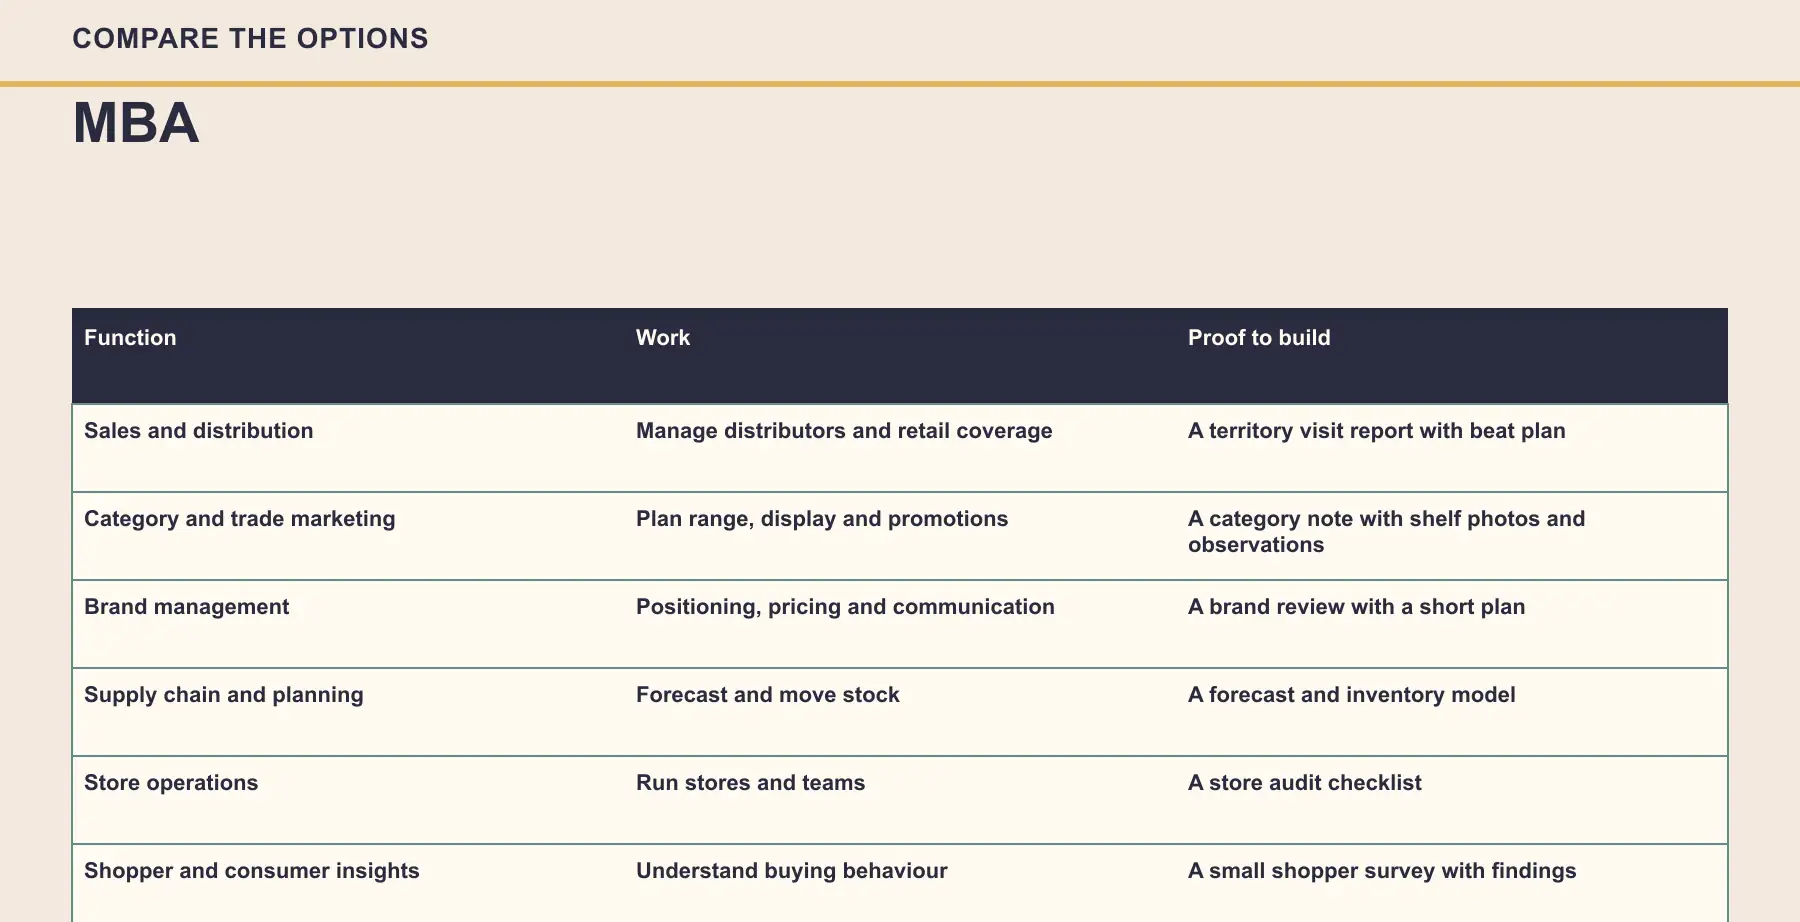 COMPARE THE OPTIONS
MBA
Function Work Proof to build
Sales and distribution Manage distributors and retail coverage A territory visit report with beat plan
Category and trade marketing Plan range, display and promotions A category note with shelf photos and
observations
Brand management Positioning, pricing and communication A brand review with a short plan
Supply chain and planning Forecast and move stock A forecast and inventory model
Store operations Run stores and teams A store audit checklist
Shopper and consumer insights Understand buying behaviour A small shopper survey with findings